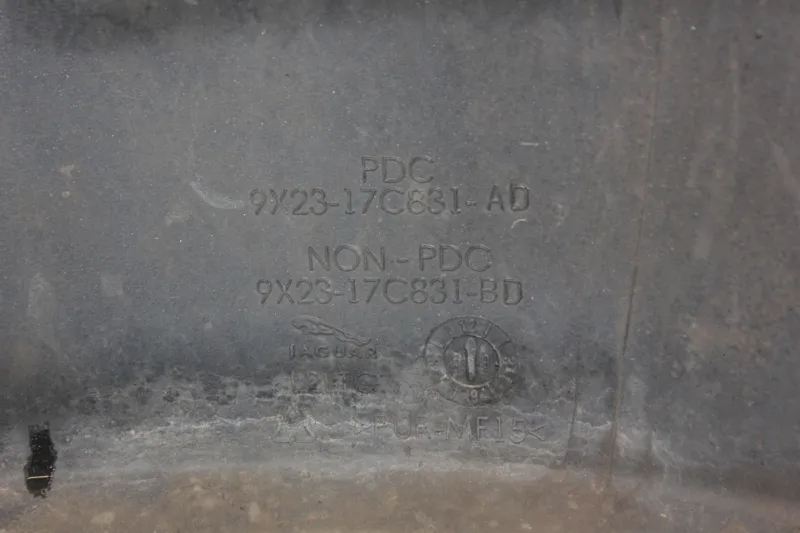 PDC
9X23-17C831-AD
NON-PDC
9X23-17C831-BD
JAGUAR